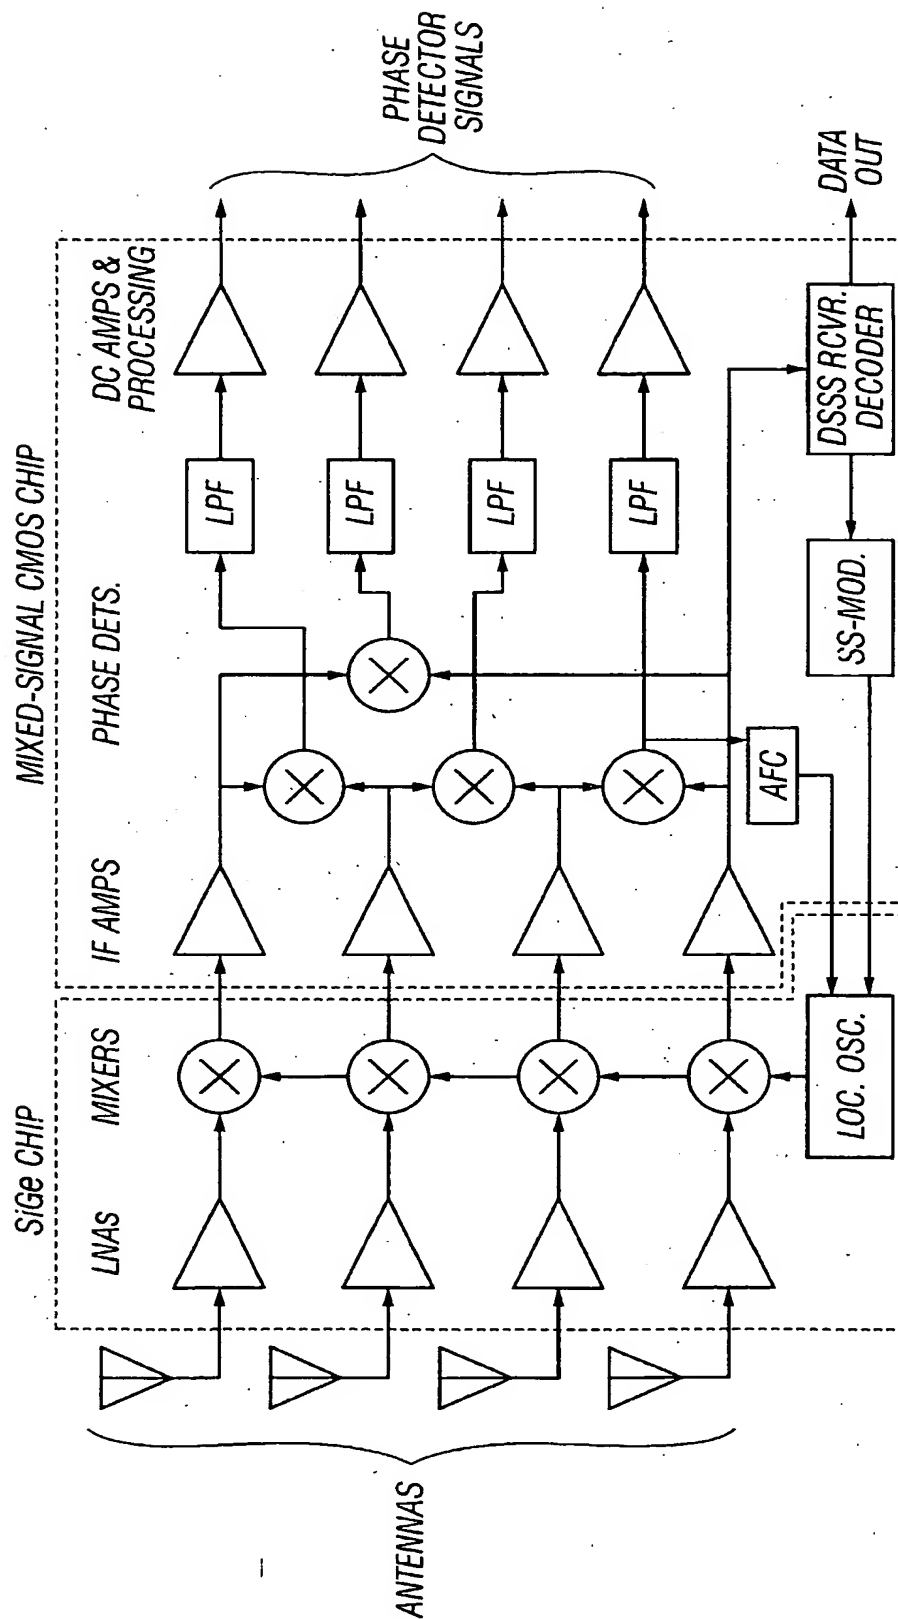 SiGe CHIP
MIXED-SIGNAL CMOS CHIP
LNAs
MIXERS
IF AMPS
PHASE DETS.
DC AMPS &
PROCESSING
ANTENNAS
LPF
LPF
LPF
LPF
PHASE
DETECTOR
SIGNALS
AFC
LOC. OSC.
SS-MOD.
DSSS RCVR.
DECODER
DATA
OUT